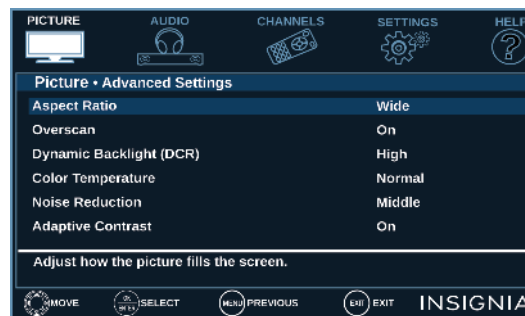 PICTURE AUDIO CHANNELS SETTINGS HELP
Picture • Advanced Settings
Aspect Ratio Wide
Overscan On
Dynamic Backlight (DCR) High
Color Temperature Normal
Noise Reduction Middle
Adaptive Contrast On
Adjust how the picture fills the screen.
MOVE OK ENTER SELECT MENU PREVIOUS EXIT EXIT INSIGNIA